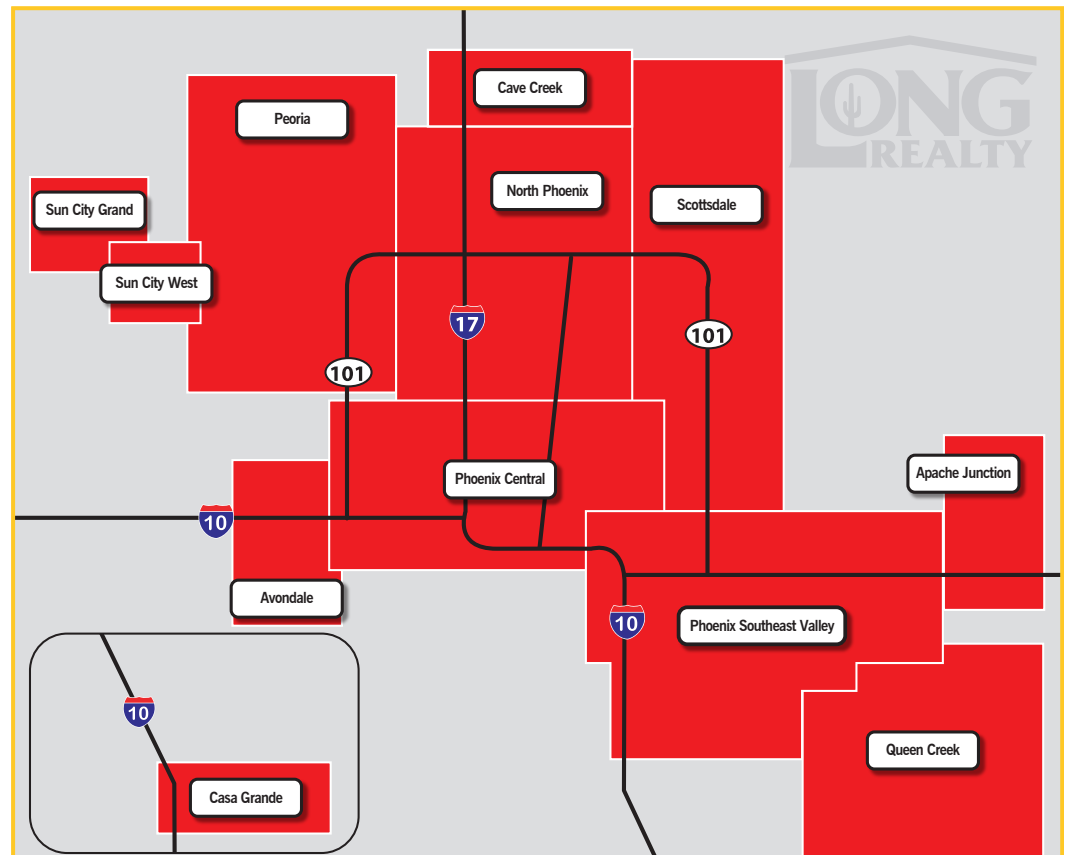 LONG
REALTY
Cave Creek
Peoria
North Phoenix
Scottsdale
Sun City Grand
Sun City West
17
101
101
Apache Junction
Phoenix Central
10
Avondale
10
Phoenix Southeast Valley
10
Queen Creek
Casa Grande